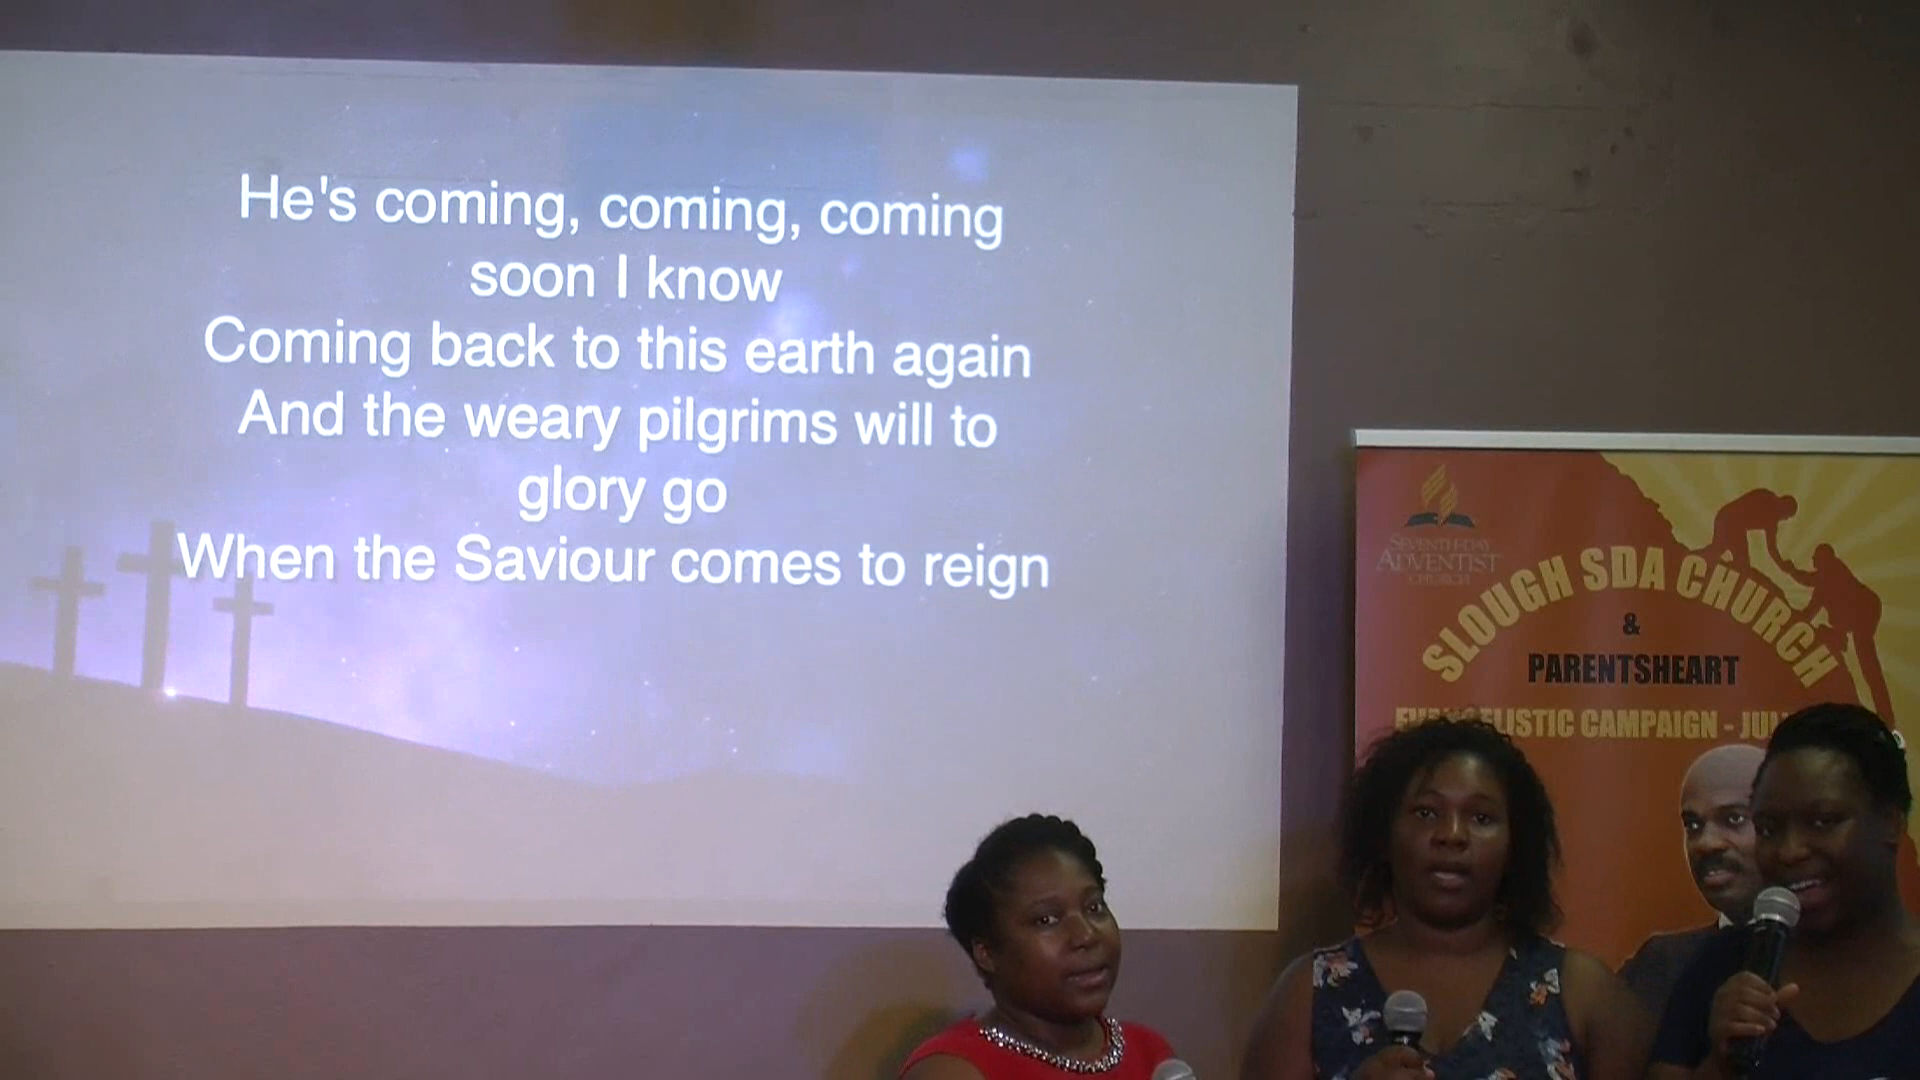 He's coming, coming, coming
soon I know
Coming back to this earth again
And the weary pilgrims will to
glory go
When the Saviour comes to reign
SEVENTH-DAY
ADVENTIST
CHURCH
SLOUGH SDA CHURCH
&
PARENTSHEART
CAMPAIGN -